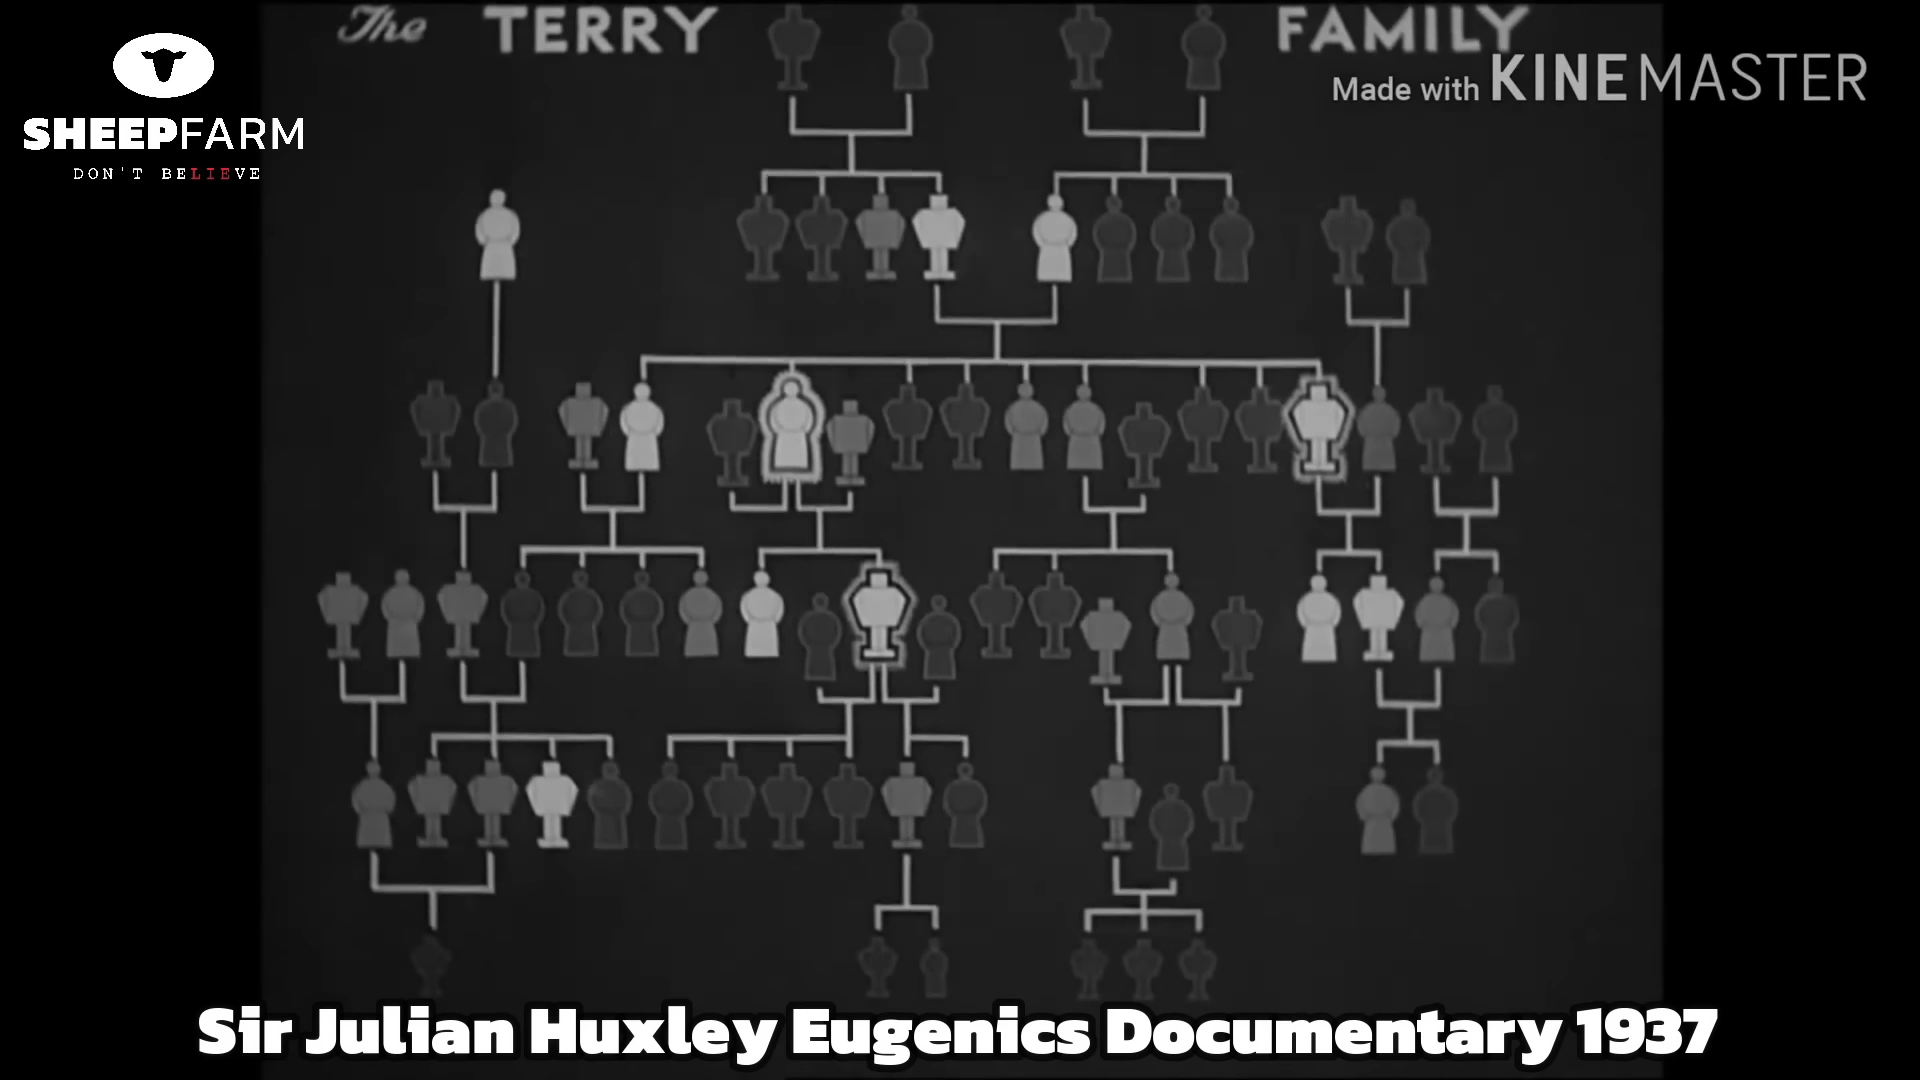 The TERRY FAMILY
Made with KINEMASTER
SHEEPFARM
DON'T BELIEVE
Sir Julian Huxley Eugenics Documentary 1937